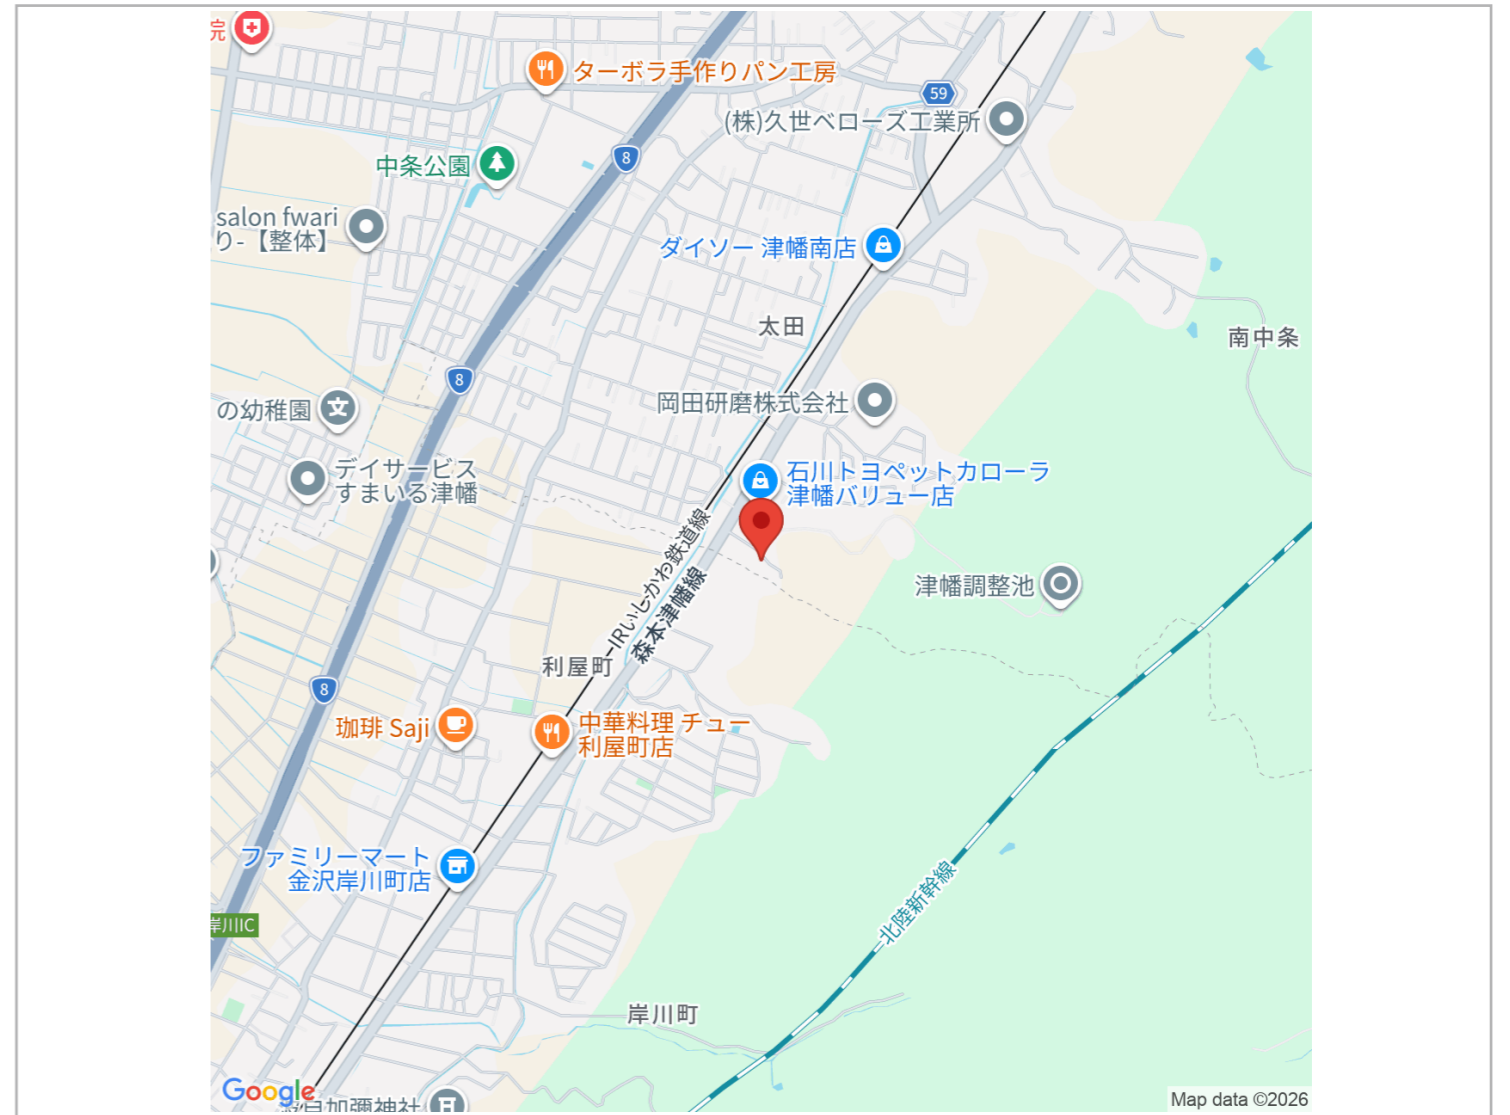 院
ターボラ手作りパン工房
59
(株)久世ベローズ工業所
8
中条公園
salon fwari
り-【整体】
ダイソー 津幡南店
太田
南中条
8
岡田研磨株式会社
の幼稚園
デイサービス
すまいる津幡
石川トヨペットカローラ
津幡バリュー店
IRいしかわ鉄道線
森本津幡線
津幡調整池
利屋町
8
珈琲 Saji
中華料理 チュー
利屋町店
ファミリーマート
金沢岸川町店
北陸新幹線
岸川IC
岸川町
Google
波自加彌神社
Map data ©2026